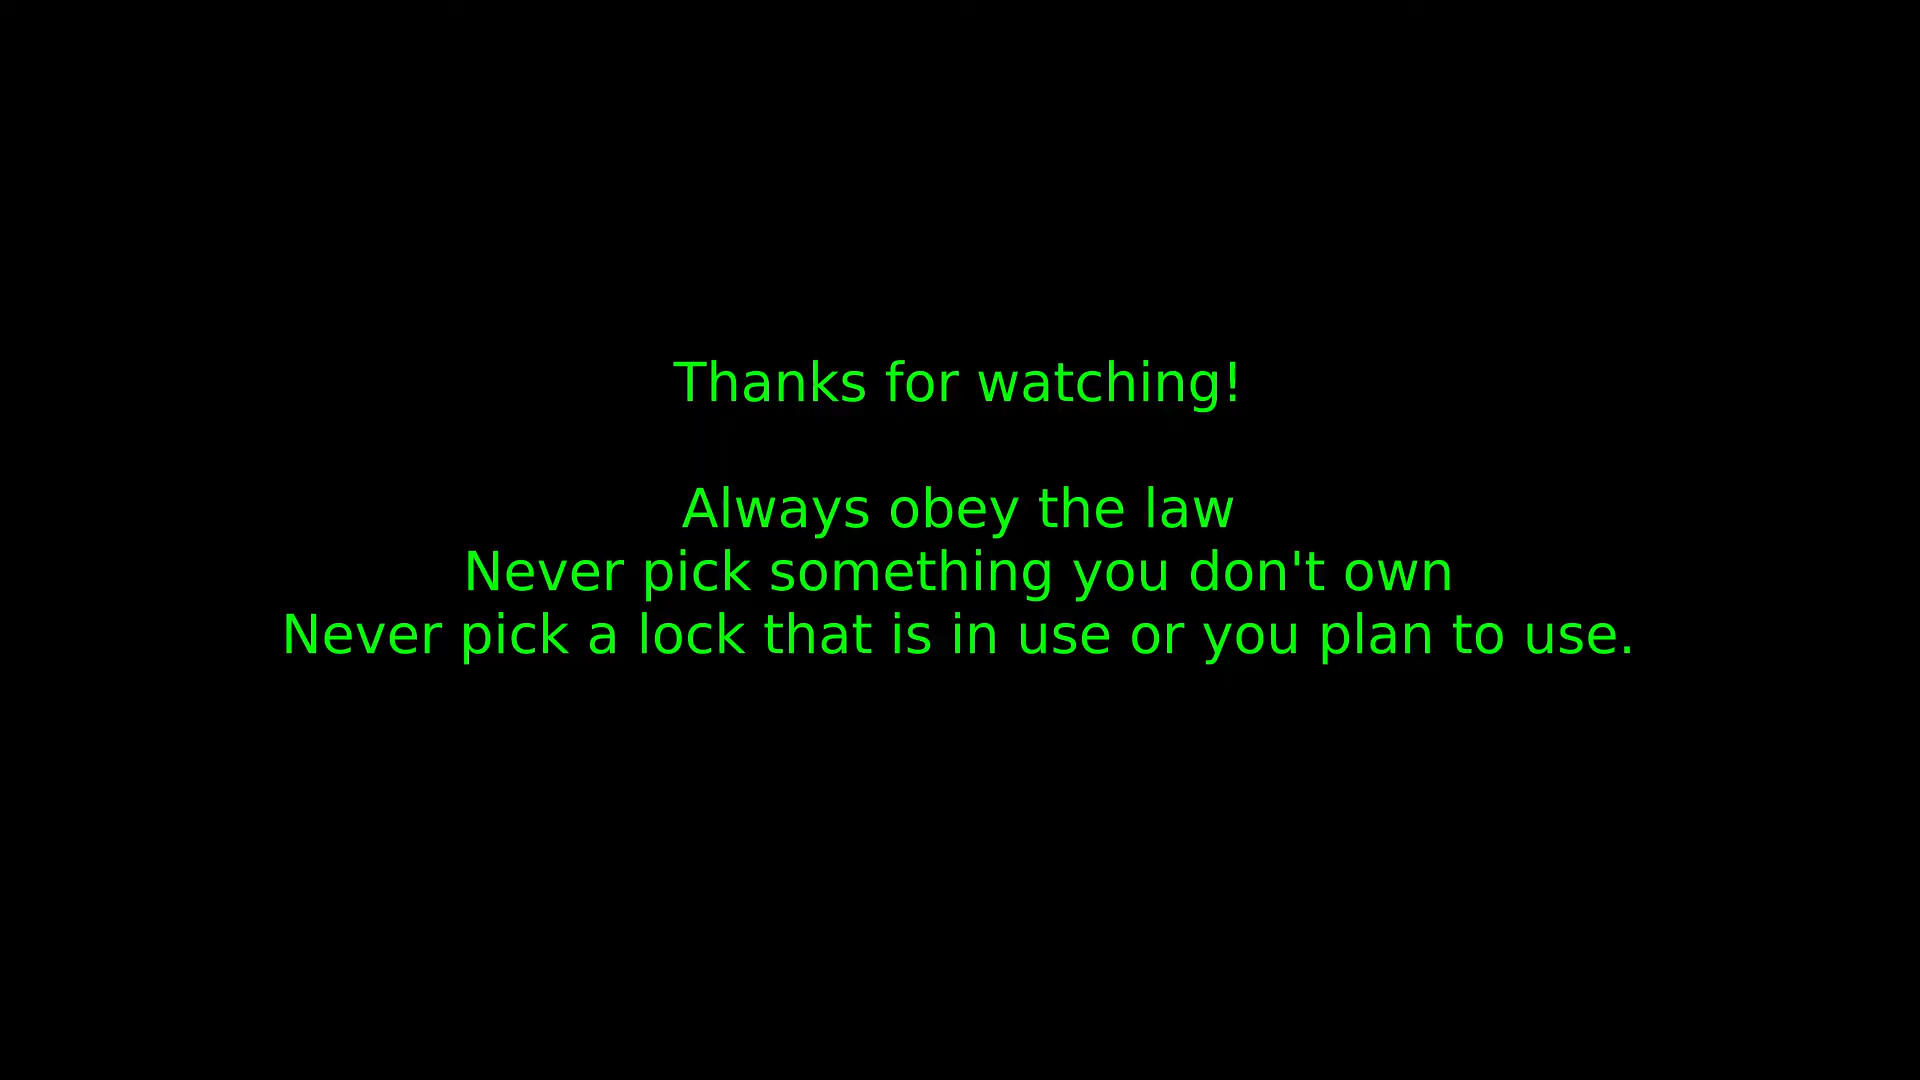 Thanks for watching!
Always obey the law
Never pick something you don't own
Never pick a lock that is in use or you plan to use.